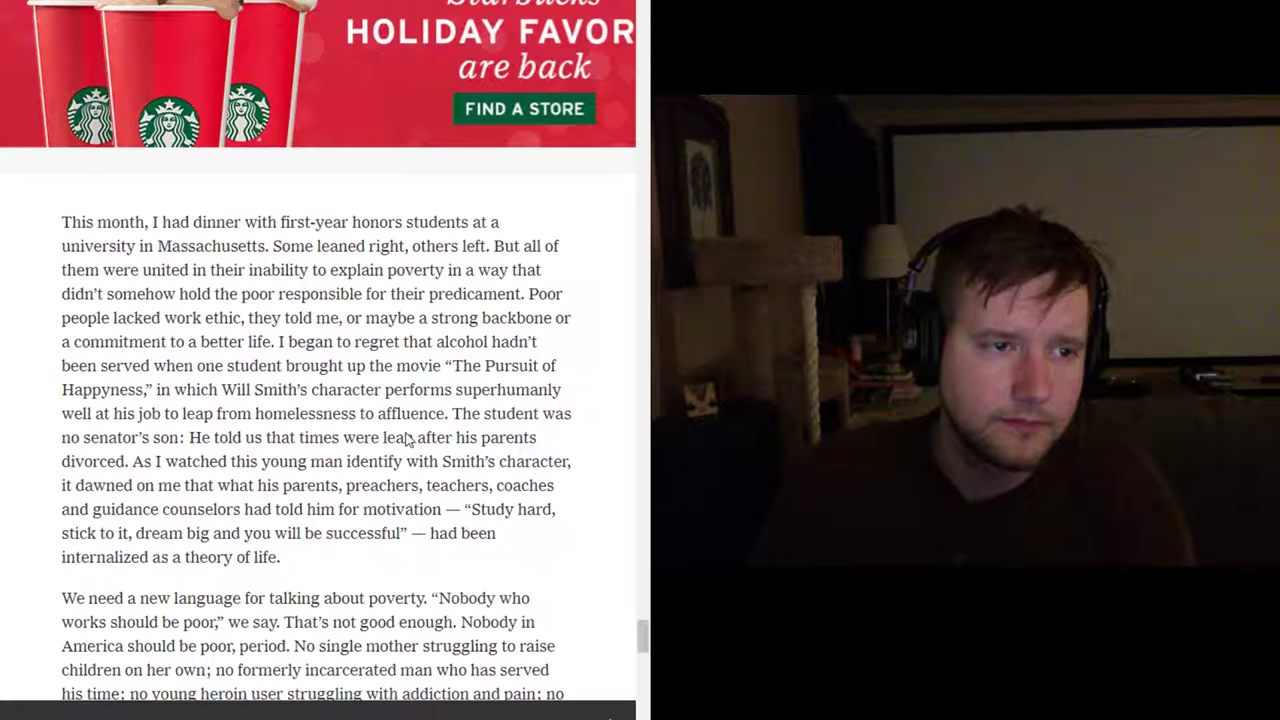 Starbucks
HOLIDAY FAVOR
are back
FIND A STORE
This month, I had dinner with first-year honors students at a
university in Massachusetts. Some leaned right, others left. But all of
them were united in their inability to explain poverty in a way that
didn’t somehow hold the poor responsible for their predicament. Poor
people lacked work ethic, they told me, or maybe a strong backbone or
a commitment to a better life. I began to regret that alcohol hadn’t
been served when one student brought up the movie “The Pursuit of
Happyness,” in which Will Smith’s character performs superhumanly
well at his job to leap from homelessness to affluence. The student was
no senator’s son: He told us that times were lean after his parents
divorced. As I watched this young man identify with Smith’s character,
it dawned on me that what his parents, preachers, teachers, coaches
and guidance counselors had told him for motivation — “Study hard,
stick to it, dream big and you will be successful” — had been
internalized as a theory of life.
We need a new language for talking about poverty. “Nobody who
works should be poor,” we say. That’s not good enough. Nobody in
America should be poor, period. No single mother struggling to raise
children on her own; no formerly incarcerated man who has served
his time; no young heroin user struggling with addiction and pain; no